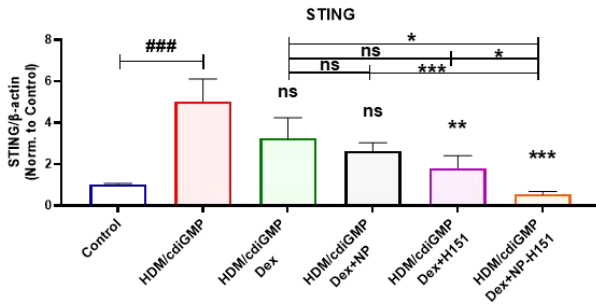 STING
*
ns
*
ns
***
###
ns
ns
**
***
STING/β-actin
(Norm. to Control)
8
6
4
2
0
Control
HDM/cdiGMP
HDM/cdiGMP
Dex
HDM/cdiGMP
Dex+NP
HDM/cdiGMP
Dex+H151
HDM/cdiGMP
Dex+NP-H151